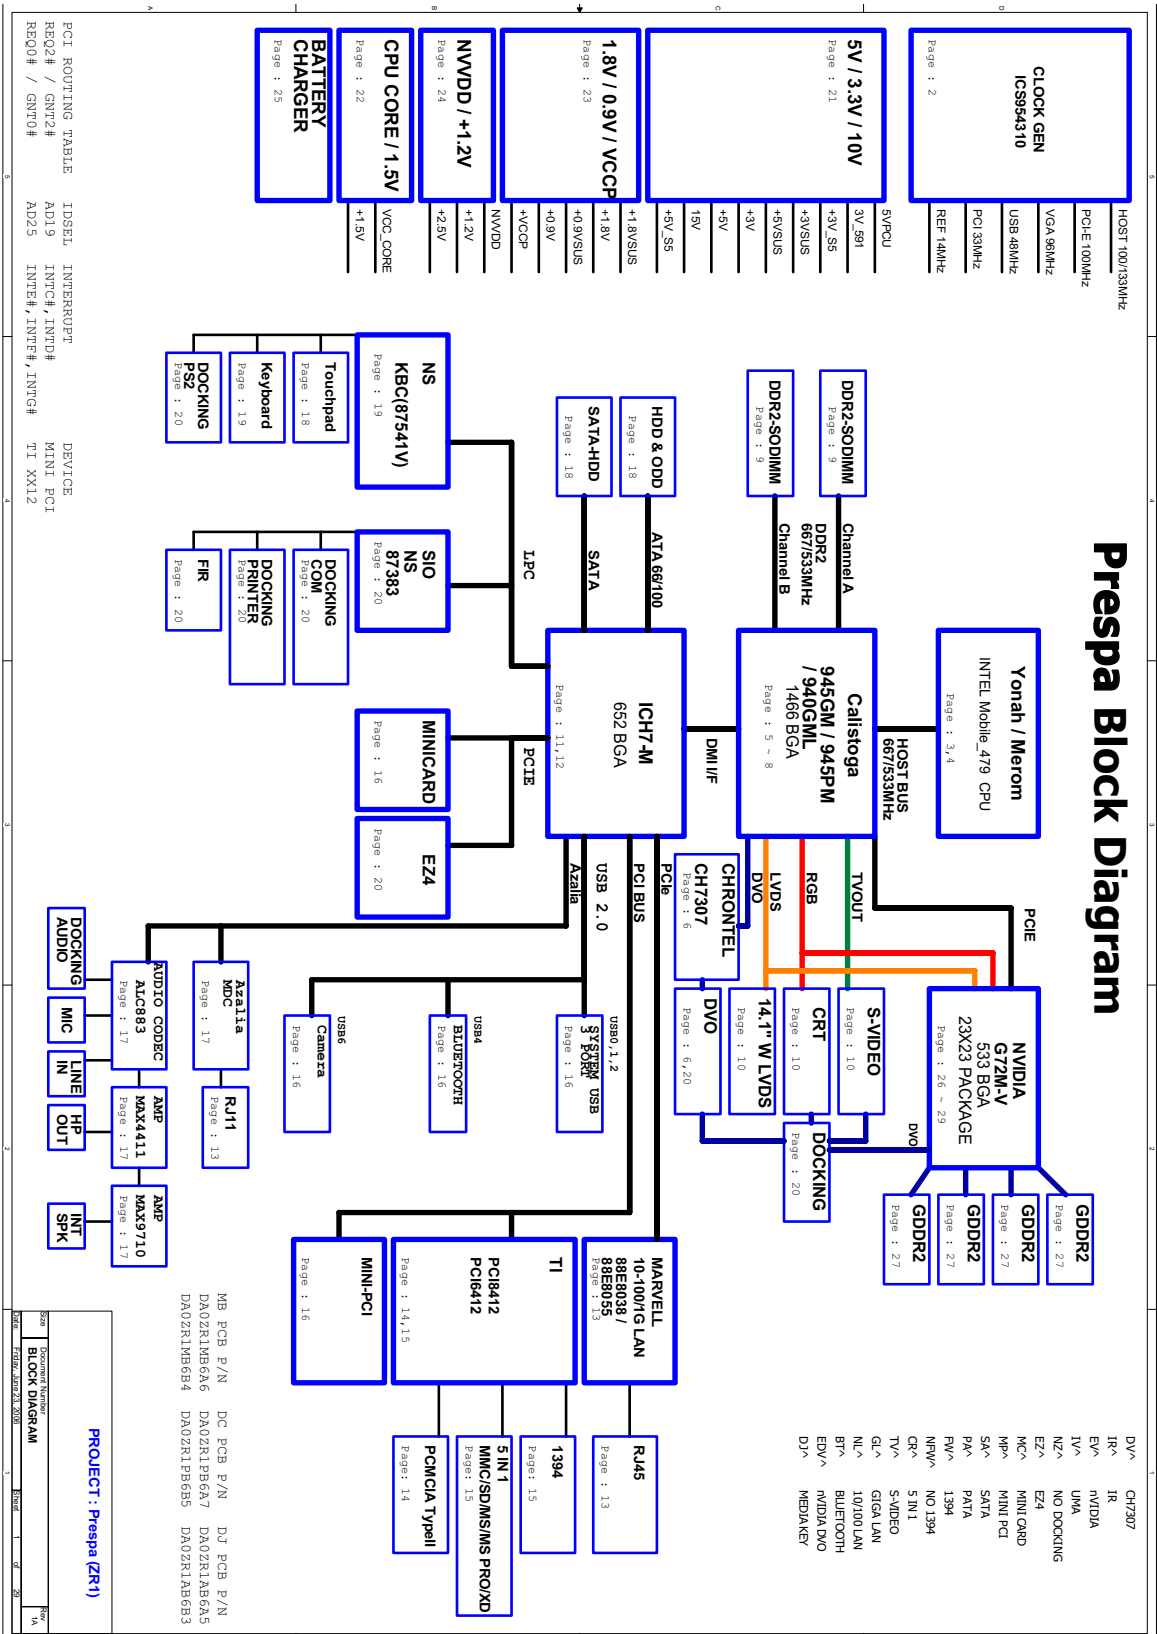 Prespa Block Diagram
CLOCK GEN
ICS954310
Page : 2
HOST 100/133MHz
PCI-E 100MHz
VGA 96MHz
USB 48MHz
PCI 33MHz
REF 14MHz
5V / 3.3V / 10V
Page : 21
5VPCU
3V_591
+3V_S5
+3VSUS
+5VSUS
+3V
+5V
15V
+5V_S5
1.8V / 0.9V / VCCP
Page : 23
+1.8VSUS
+1.8V
+0.9VSUS
+0.9V
+VCCP
NVVDD / +1.2V
Page : 24
NVVDD
+1.2V
+2.5V
CPU CORE / 1.5V
Page : 22
VCC_CORE
+1.5V
BATTERY
CHARGER
Page : 25
Yonah / Merom
INTEL Mobile_479 CPU
Page : 3,4
HOST BUS
667/533MHz
DDR2-SODIMM
Page : 9
DDR2-SODIMM
Page : 9
Channel A
DDR2
667/533MHz
Channel B
Calistoga
945GM / 945PM
/ 940GML
1466 BGA
Page : 5 ~ 8
PCIE
TVOUT
RGB
LVDS
DVO
NVIDIA
G72M-V
533 BGA
23X23 PACKAGE
Page : 26 ~ 29
DVO
GDDR2
Page : 27
GDDR2
Page : 27
GDDR2
Page : 27
GDDR2
Page : 27
S-VIDEO
Page : 10
CRT
Page : 10
14.1" W LVDS
Page : 10
CHRONTEL
CH7307
Page : 6
DVO
Page : 6,20
DOCKING
Page : 20
DMI I/F
HDD & ODD
Page : 18
SATA-HDD
Page : 18
ATA 66/100
SATA
ICH7-M
652 BGA
Page : 11,12
PCIe
PCI BUS
USB 2.0
Azalia
LPC
PCIE
NS
KBC(87541V)
Page : 19
Touchpad
Page : 18
Keyboard
Page : 19
DOCKING
PS2
Page : 20
SIO
NS
87383
Page : 20
DOCKING
COM
Page : 20
DOCKING
PRINTER
Page : 20
FIR
Page : 20
MINICARD
Page : 16
EZ4
Page : 20
USB0,1,2
SYSTEM USB
3 PORT
Page : 16
USB4
BLUETOOTH
Page : 16
USB6
Camera
Page : 16
Azalia
MDC
Page : 17
RJ11
Page : 13
AUDIO CODEC
ALC883
Page : 17
AMP
MAX4411
Page : 17
AMP
MAX9710
Page : 17
DOCKING
AUDIO
MIC
LINE
IN
HP
OUT
INT
SPK
MARVELL
10-100/1G LAN
88E8038 /
88E8055
Page : 13
RJ45
Page : 13
TI
PCI8412
PCI6412
Page : 14,15
1394
Page : 15
5 IN 1
MMC/SD/MS/MS PRO/XD
Page: 15
PCMCIA TypeII
Page : 14
MINI-PCI
Page : 16
DV^ CH7307
IR^ IR
EV^ nVIDIA
IV^ UMA
NZ^ NO DOCKING
EZ^ EZ4
MC^ MINI CARD
MP^ MINI PCI
SA^ SATA
PA^ PATA
FW^ 1394
NFW^ NO 1394
CR^ 5 IN 1
TV^ S-VIDEO
GL^ GIGA LAN
NL^ 10/100 LAN
BT^ BLUETOOTH
EDV^ nVIDIA DVO
DJ^ MEDIA KEY
PCI ROUTING TABLE IDSEL INTERRUPT DEVICE
REQ2# / GNT2# AD19 INTC#,INTD# MINI PCI
REQ0# / GNT0# AD25 INTE#,INTF#,INTG# TI XX12
MB PCB P/N DC PCB P/N DJ PCB P/N
DA0ZR1MB6A6 DA0ZR1PB6A7 DA0ZR1AB6A5
DA0ZR1MB6B4 DA0ZR1PB6B5 DA0ZR1AB6B3
PROJECT : Prespa (ZR1)
Size Document Number Rev
BLOCK DIAGRAM 1A
Date: Friday, June 23, 2006 Sheet 1 of 29